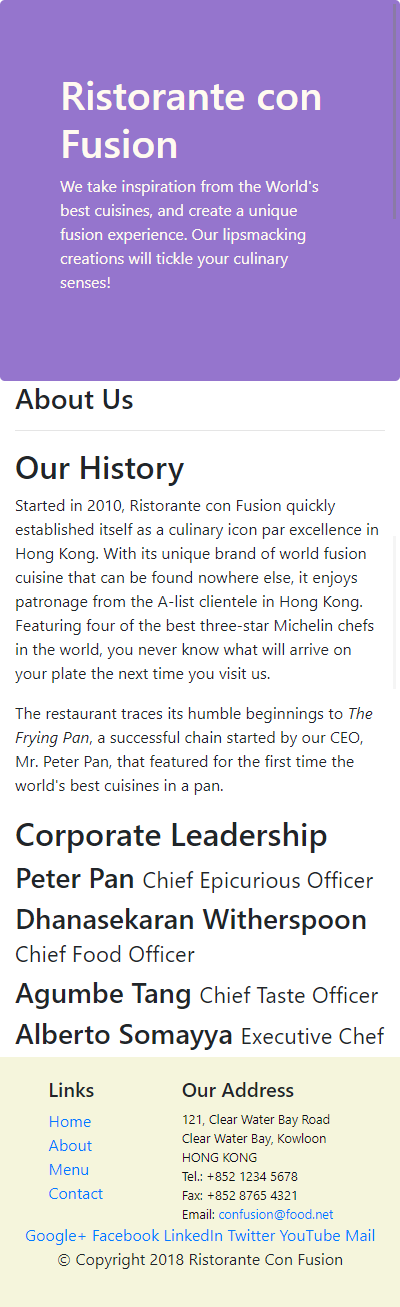 Ristorante con
Fusion
We take inspiration from the World's
best cuisines, and create a unique
fusion experience. Our lipsmacking
creations will tickle your culinary
senses!
About Us
Our History
Started in 2010, Ristorante con Fusion quickly
established itself as a culinary icon par excellence in
Hong Kong. With its unique brand of world fusion
cuisine that can be found nowhere else, it enjoys
patronage from the A-list clientele in Hong Kong.
Featuring four of the best three-star Michelin chefs
in the world, you never know what will arrive on
your plate the next time you visit us.
The restaurant traces its humble beginnings to The
Frying Pan, a successful chain started by our CEO,
Mr. Peter Pan, that featured for the first time the
world's best cuisines in a pan.
Corporate Leadership
Peter Pan Chief Epicurious Officer
Dhanasekaran Witherspoon
Chief Food Officer
Agumbe Tang Chief Taste Officer
Alberto Somayya Executive Chef
Links
Home
About
Menu
Contact
Our Address
121, Clear Water Bay Road
Clear Water Bay, Kowloon
HONG KONG
Tel.: +852 1234 5678
Fax: +852 8765 4321
Email: confusion@food.net
Google+ Facebook LinkedIn Twitter YouTube Mail
© Copyright 2018 Ristorante Con Fusion